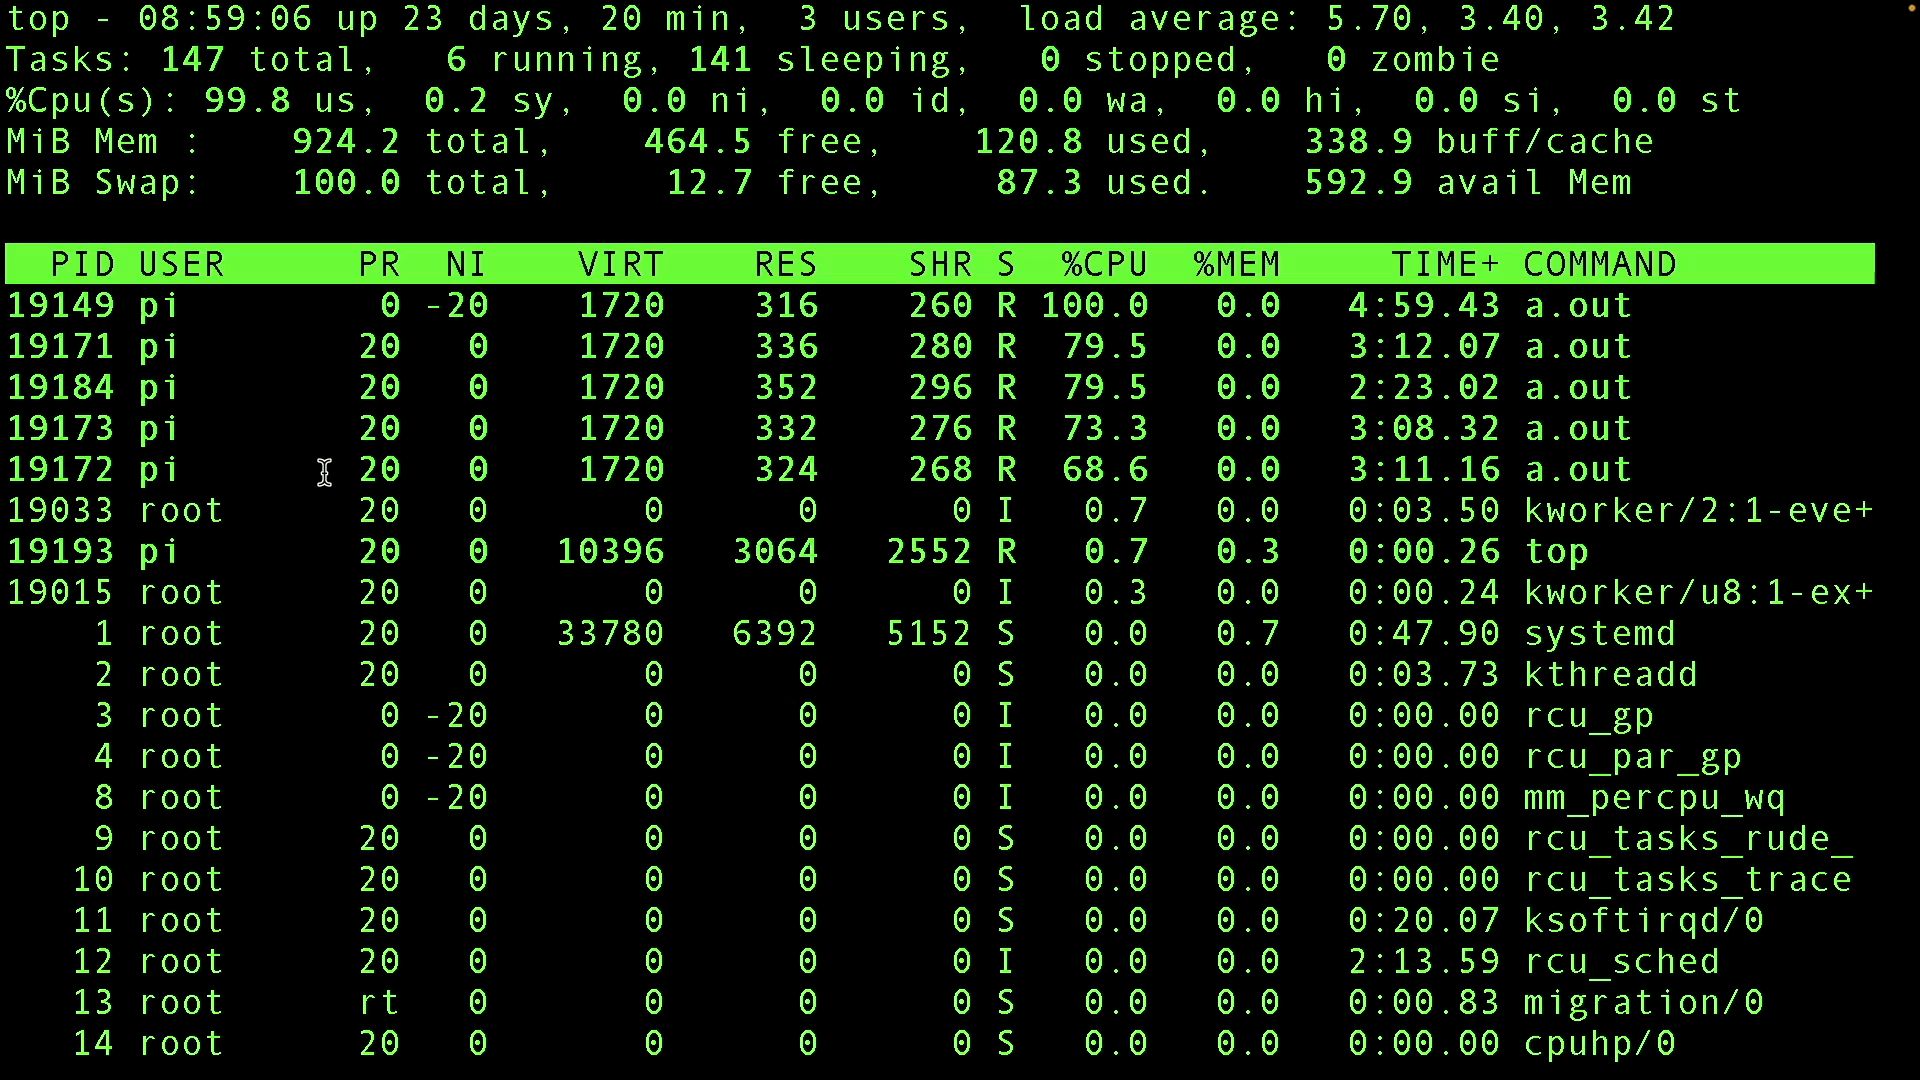 top - 08:59:06 up 23 days, 20 min,  3 users,  load average: 5.70, 3.40, 3.42
Tasks: 147 total,   6 running, 141 sleeping,   0 stopped,   0 zombie
%Cpu(s): 99.8 us,  0.2 sy,  0.0 ni,  0.0 id,  0.0 wa,  0.0 hi,  0.0 si,  0.0 st
MiB Mem :    924.2 total,    464.5 free,    120.8 used,    338.9 buff/cache
MiB Swap:    100.0 total,     12.7 free,     87.3 used.    592.9 avail Mem
PID USER      PR  NI    VIRT    RES    SHR S  %CPU  %MEM     TIME+ COMMAND
19149 pi         0 -20    1720    316    260 R 100.0   0.0   4:59.43 a.out
19171 pi        20   0    1720    336    280 R  79.5   0.0   3:12.07 a.out
19184 pi        20   0    1720    352    296 R  79.5   0.0   2:23.02 a.out
19173 pi        20   0    1720    332    276 R  73.3   0.0   3:08.32 a.out
19172 pi        20   0    1720    324    268 R  68.6   0.0   3:11.16 a.out
19033 root      20   0       0      0      0 I   0.7   0.0   0:03.50 kworker/2:1-eve+
19193 pi        20   0   10396   3064   2552 R   0.7   0.3   0:00.26 top
19015 root      20   0       0      0      0 I   0.3   0.0   0:00.24 kworker/u8:1-ex+
1 root      20   0   33780   6392   5152 S   0.0   0.7   0:47.90 systemd
2 root      20   0       0      0      0 S   0.0   0.0   0:03.73 kthreadd
3 root       0 -20       0      0      0 I   0.0   0.0   0:00.00 rcu_gp
4 root       0 -20       0      0      0 I   0.0   0.0   0:00.00 rcu_par_gp
8 root       0 -20       0      0      0 I   0.0   0.0   0:00.00 mm_percpu_wq
9 root      20   0       0      0      0 S   0.0   0.0   0:00.00 rcu_tasks_rude_
10 root      20   0       0      0      0 S   0.0   0.0   0:00.00 rcu_tasks_trace
11 root      20   0       0      0      0 S   0.0   0.0   0:20.07 ksoftirqd/0
12 root      20   0       0      0      0 I   0.0   0.0   2:13.59 rcu_sched
13 root      rt   0       0      0      0 S   0.0   0.0   0:00.83 migration/0
14 root      20   0       0      0      0 S   0.0   0.0   0:00.00 cpuhp/0